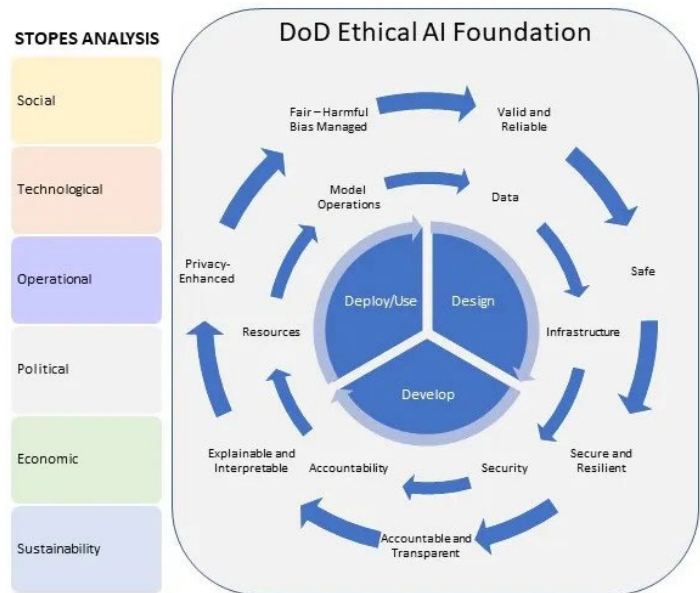 STOPES ANALYSIS
Social
Technological
Operational
Political
Economic
Sustainability
DoD Ethical AI Foundation
Fair – Harmful
Bias Managed
Valid and
Reliable
Safe
Secure and
Resilient
Accountable and
Transparent
Explainable and
Interpretable
Privacy-
Enhanced
Model
Operations
Data
Infrastructure
Security
Accountability
Resources
Deploy/Use
Design
Develop